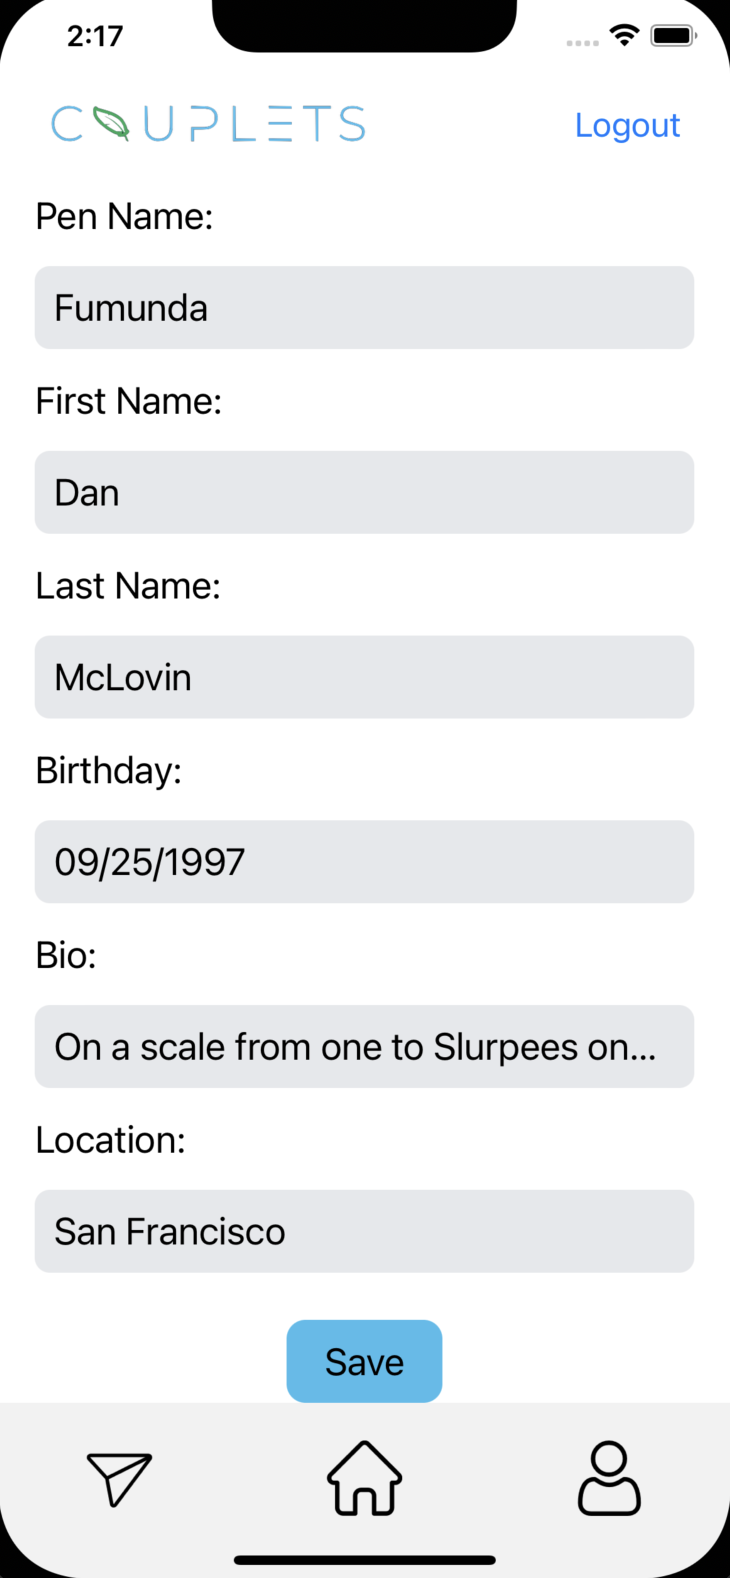 2:17
COUPLETS
Logout
Pen Name:
Fumunda
First Name:
Dan
Last Name:
McLovin
Birthday:
09/25/1997
Bio:
On a scale from one to Slurpees on...
Location:
San Francisco
Save